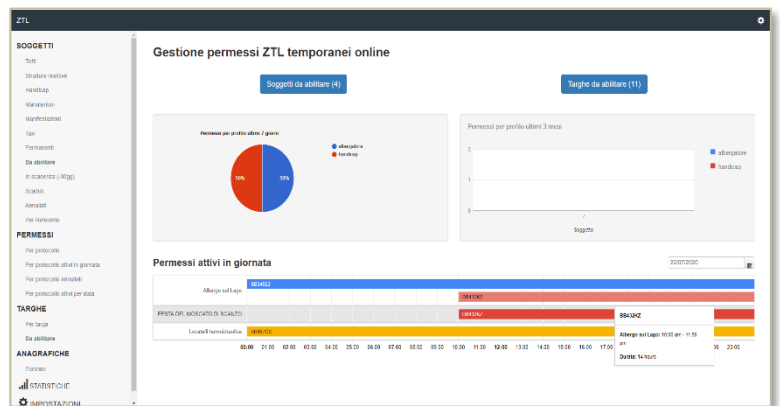 ZTL
SOGGETTI
Tutti
Strutture ricettive
Handicap
Manutentori
Manifestazioni
Taxi
Permanenti
Da abilitare
In scadenza (-30gg)
Scaduti
Annullati
Per Referente
PERMESSI
Per protocollo
Per protocollo attivi in giornata
Per protocollo annullati
Per protocollo attivi per data
TARGHE
Per targa
Da abilitare
ANAGRAFICHE
Persone
STATISTICHE
IMPOSTAZIONI
Gestione permessi ZTL temporanei online
Soggetti da abilitare (4)
Targhe da abilitare (11)
Permessi per profilo ultimi 7 giorni
albergatore
handicap
50%
50%
Permessi per profilo ultimi 3 mesi
2
1
0
7
Soggetto
albergatore
handicap
Permessi attivi in giornata
22/07/2020
Albergo sul Lago
FESTA DEL MOSCATO DI SCANZO
Locatelli termoidraulica
00:00 01:00 02:00 03:00 04:00 05:00 06:00 07:00 08:00 09:00 10:00 11:00 12:00 13:00 14:00 15:00 16:00 17:00 23:00
BB433KZ
Albergo sul Lago: 10:00 am - 11:59
pm
Durata: 14 hours